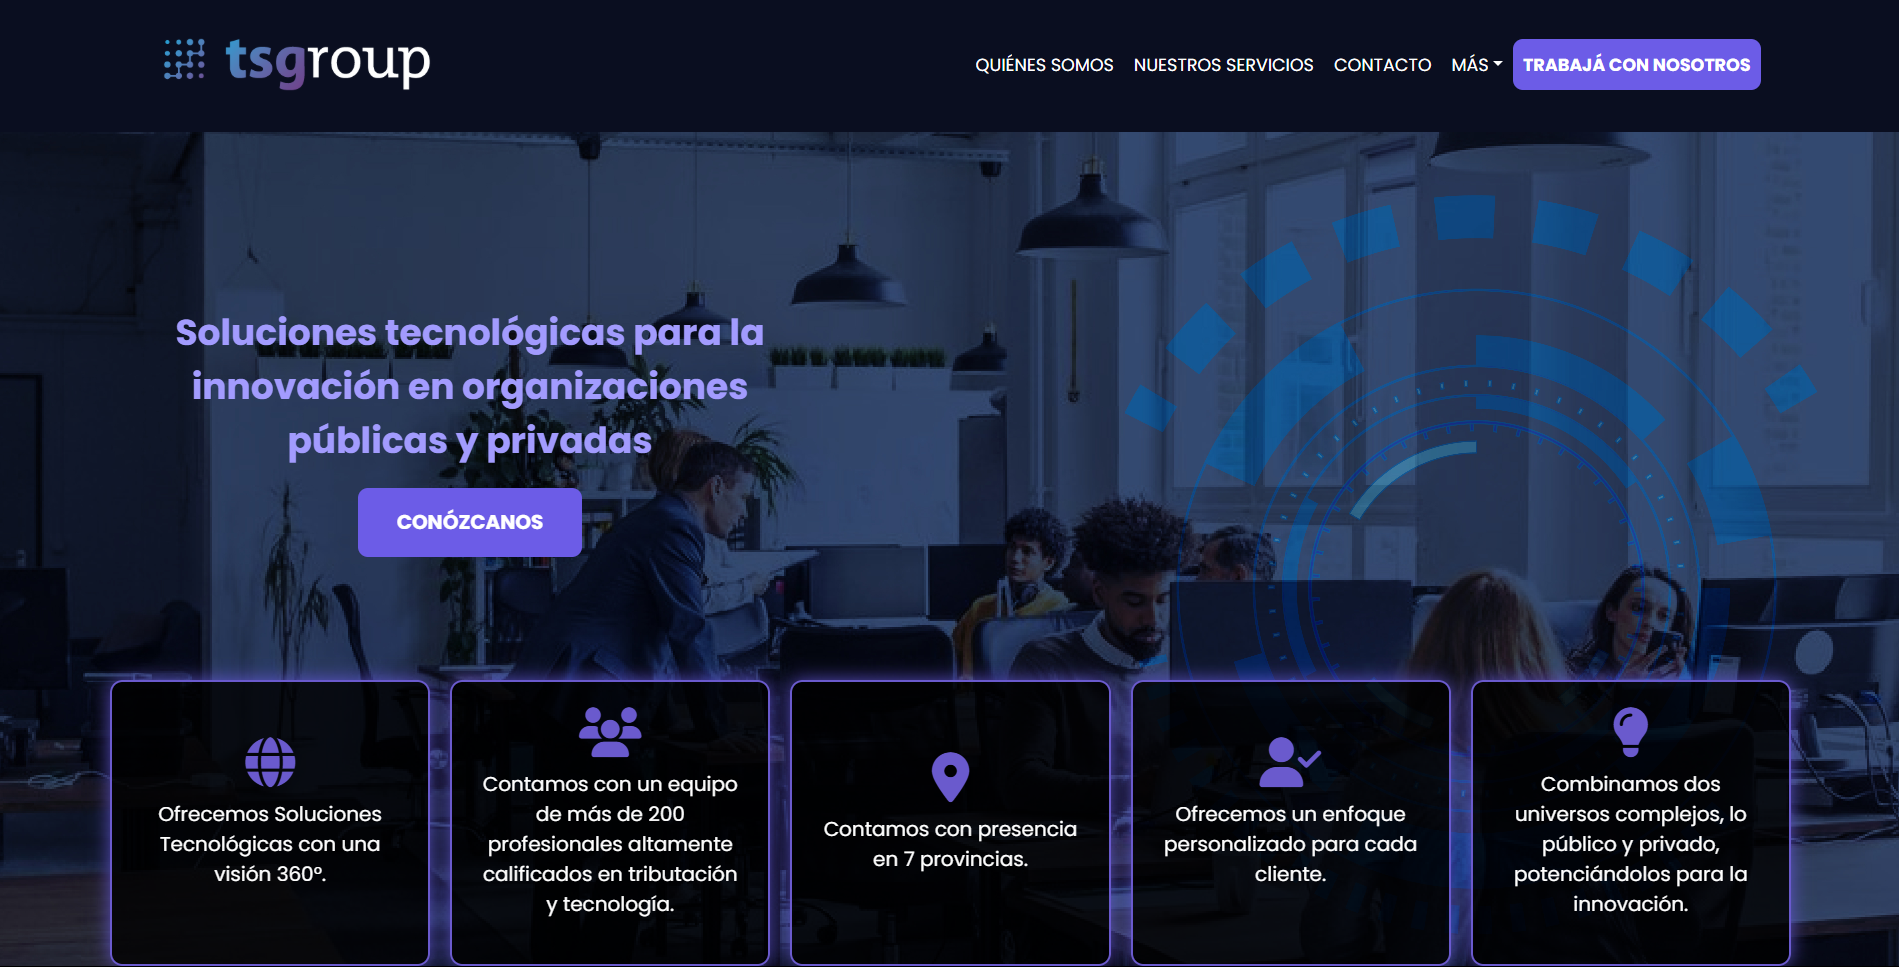 tsgroup
QUIÉNES SOMOS
NUESTROS SERVICIOS
CONTACTO
MÁS
TRABAJÁ CON NOSOTROS
Soluciones tecnológicas para la
innovación en organizaciones
públicas y privadas
CONÓZCANOS
Ofrecemos Soluciones
Tecnológicas con una
visión 360°.
Contamos con un equipo
de más de 200
profesionales altamente
calificados en tributación
y tecnología.
Contamos con presencia
en 7 provincias.
Ofrecemos un enfoque
personalizado para cada
cliente.
Combinamos dos
universos complejos, lo
público y privado,
potenciándolos para la
innovación.